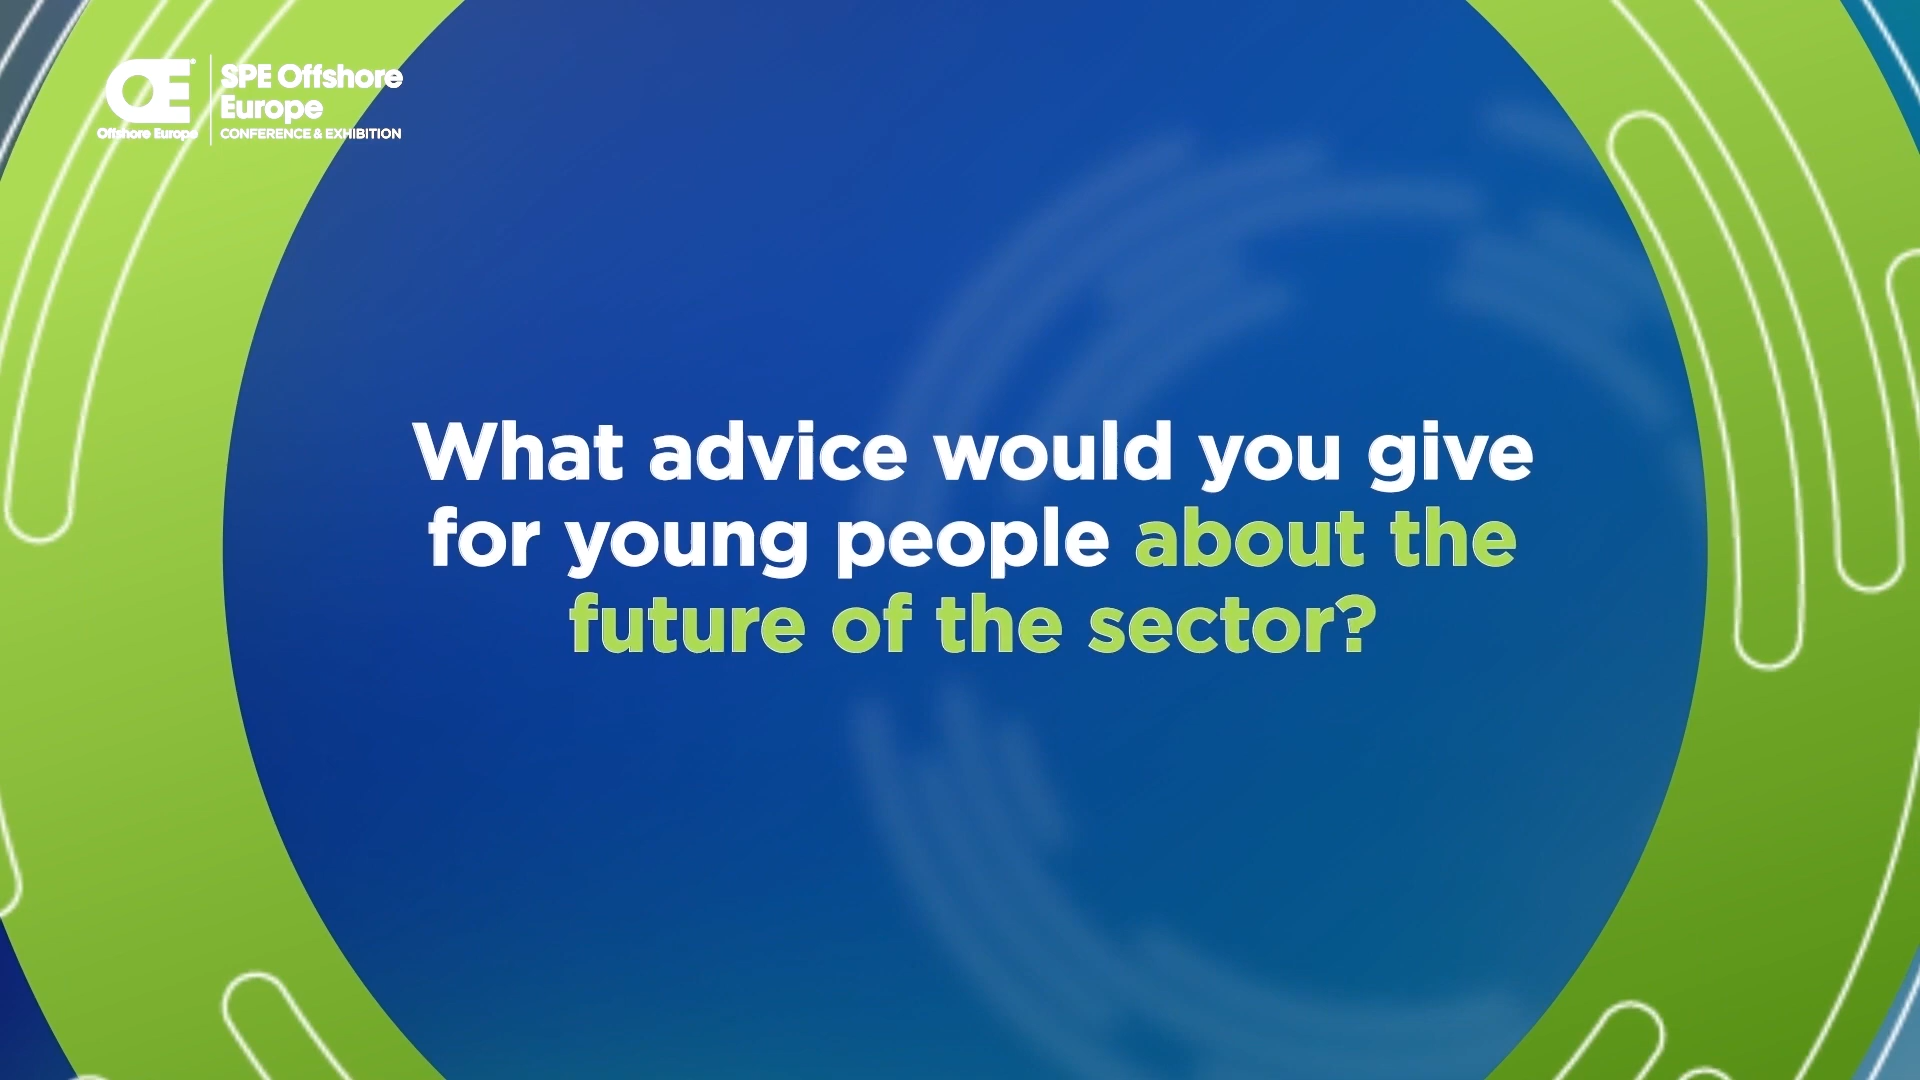 OE®
Offshore Europe
SPE Offshore
Europe
CONFERENCE & EXHIBITION
What advice would you give
for young people about the
future of the sector?